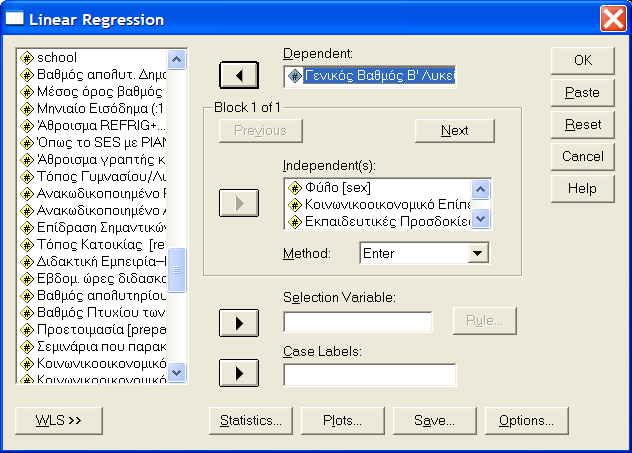 Linear Regression
school
Βαθμός απολυτ. Δημο
Μέσος όρος βαθμός
Μηνιαίο Εισόδημα (:1
Άθροισμα REFRIG+...
Όπως το SES με PIAN
Άθροισμα γραπτής κ
Τόπος Γυμνασίου/Λυ
Ανακωδικοποιημένο Ι
Ανακωδικοποιημένο Α
Επίδραση Σημαντικών
Τόπος Κατοικίας [re
Διδακτική Εμπειρία--
Εβδομ. ώρες διδασκα
Βαθμός απολυτηρίου
Βαθμός Πτυχίου των
Προετοιμασία [prepa
Σεμινάρια που παρακ
Κοινωνικοοικονομικό
Κοινωνικοοικονομικό
Dependent:
Γενικός Βαθμός Β' Λυκεί
Block 1 of 1
Previous
Next
Independent(s):
Φύλο [sex]
Κοινωνικοοικονομικό Επίπε
Εκπαιδευτικές Προσδοκίες
Method:
Enter
Selection Variable:
Rule...
Case Labels:
OK
Paste
Reset
Cancel
Help
WLS >>
Statistics...
Plots...
Save...
Options...